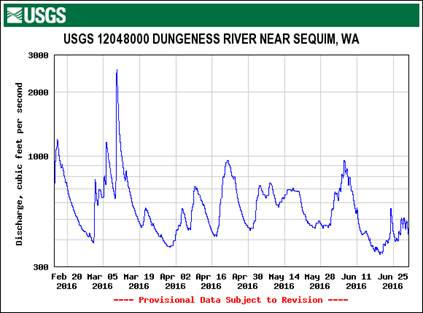 USGS
USGS 12048000 DUNGENESS RIVER NEAR SEQUIM, WA
Discharge, cubic feet per second
3000
2000
1000
300
Feb 20 Mar 05 Mar 19 Apr 02 Apr 16 Apr 30 May 14 May 28 Jun 11 Jun 25
2016 2016 2016 2016 2016 2016 2016 2016 2016 2016
---- Provisional Data Subject to Revision ----